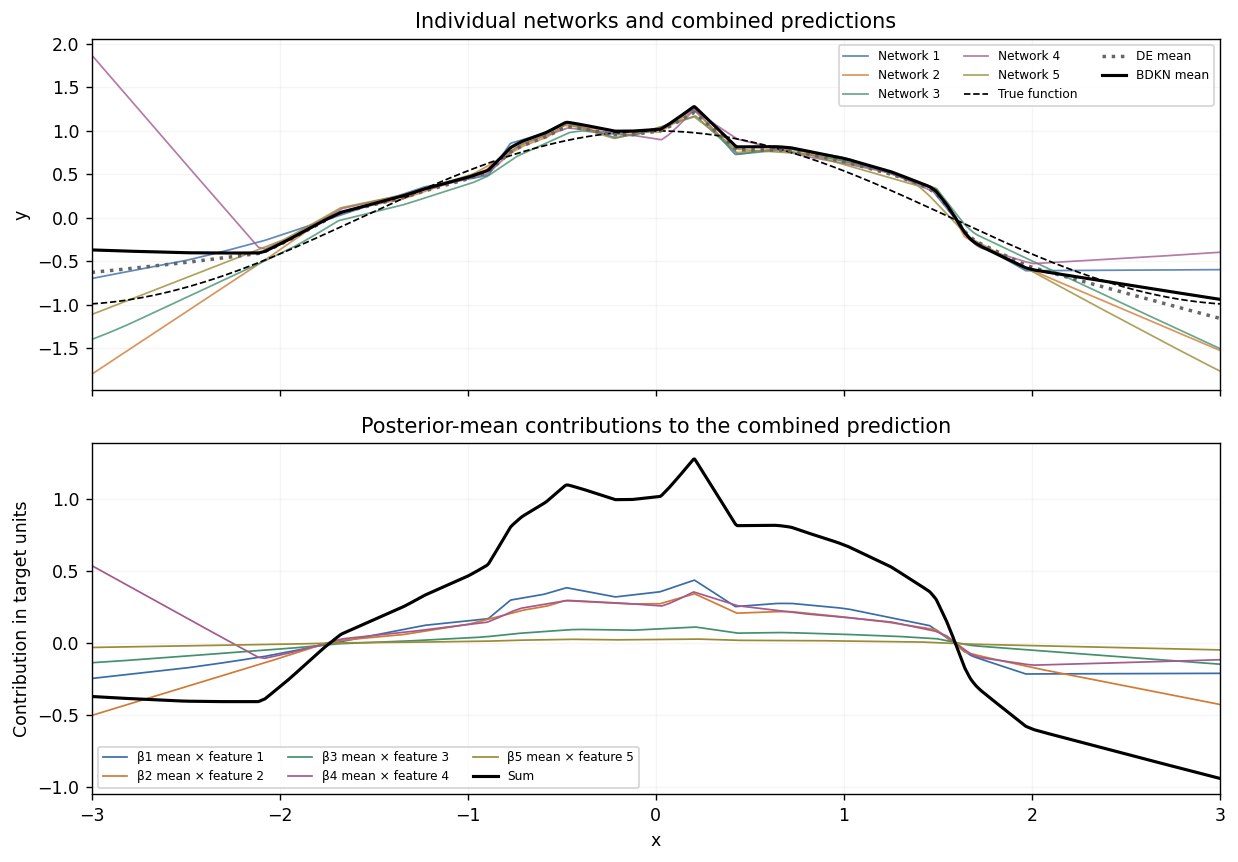 Individual networks and combined predictions
2.0
1.5
1.0
0.5
0.0
−0.5
−1.0
−1.5
y
Network 1
Network 2
Network 3
Network 4
Network 5
True function
DE mean
BDKN mean
Posterior-mean contributions to the combined prediction
1.0
0.5
0.0
−0.5
−1.0
Contribution in target units
β1 mean × feature 1
β2 mean × feature 2
β3 mean × feature 3
β4 mean × feature 4
β5 mean × feature 5
Sum
−3 −2 −1 0 1 2 3
x